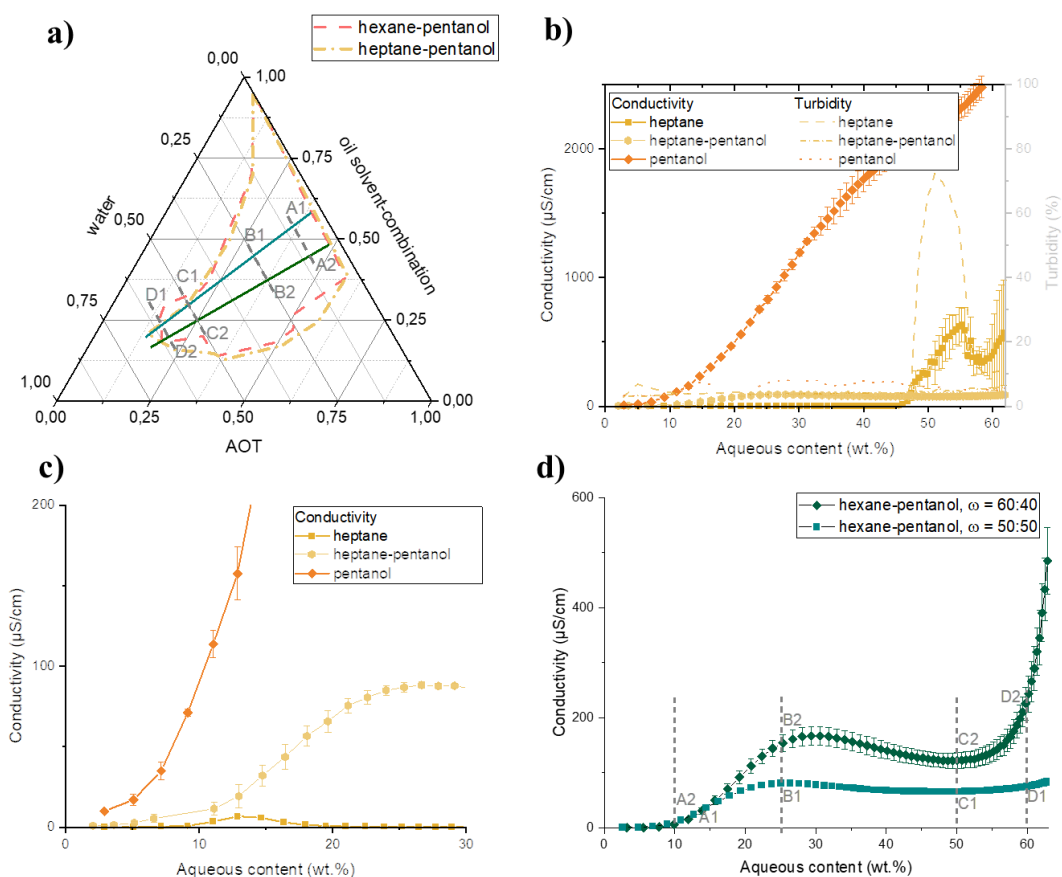 a)
hexane-pentanol
heptane-pentanol
0,00
1,00
0,25
0,75
water
oil solvent-combination
0,50
0,50
A1
B1
A2
C1
B2
0,75
D1
0,25
C2
D2
1,00
0,00
0,00
0,25
0,50
0,75
1,00
AOT
b)
Conductivity
heptane
heptane-pentanol
pentanol
Turbidity
heptane
heptane-pentanol
pentanol
2000
1000
0
Conductivity (µS/cm)
100
80
60
40
20
0
Turbidity (%)
0
10
20
30
40
50
60
Aqueous content (wt.%)
c)
Conductivity
heptane
heptane-pentanol
pentanol
200
100
0
Conductivity (µS/cm)
0
10
20
30
Aqueous content (wt.%)
d)
hexane-pentanol, ω = 60:40
hexane-pentanol, ω = 50:50
600
400
200
0
Conductivity (µS/cm)
A2
A1
B2
B1
C2
C1
D2
D1
0
10
20
30
40
50
60
Aqueous content (wt.%)